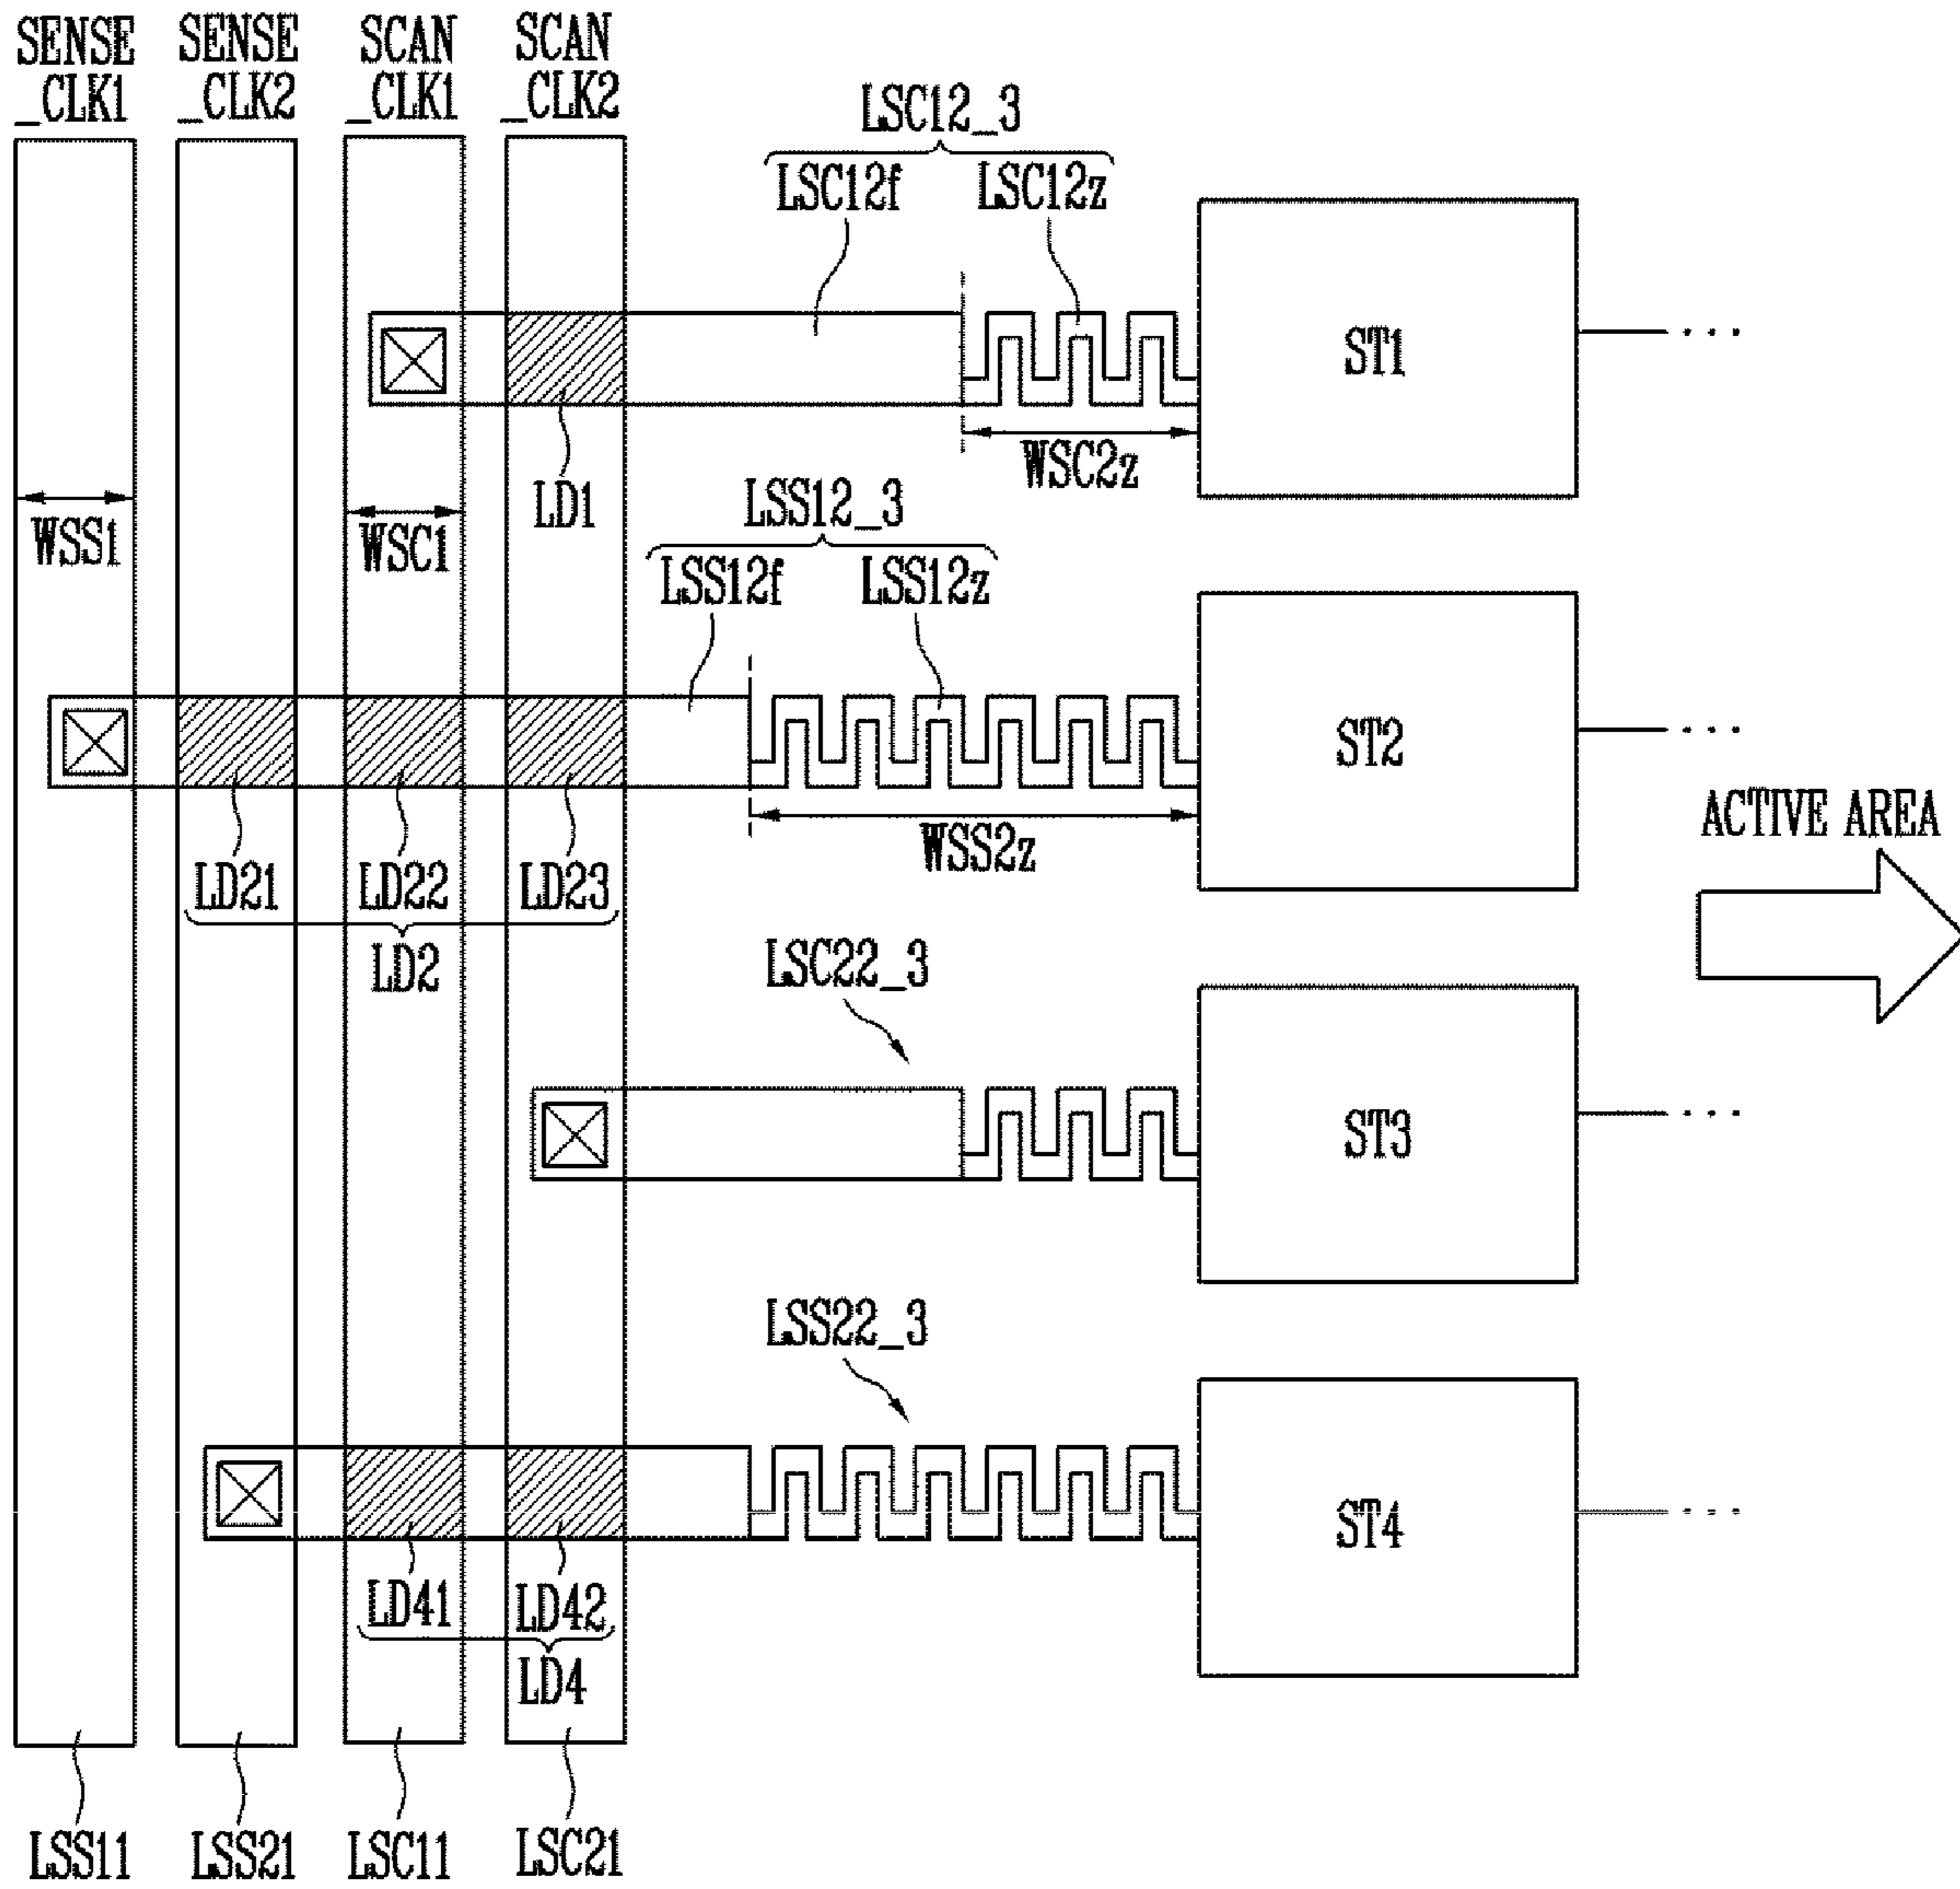 SENSE
_CLK1
SENSE
_CLK2
SCAN
_CLK1
SCAN
_CLK2
LSC12_3
LSC12f
LSC12z
ST1
. . .
WSC2z
LD1
WSS1
WSC1
LSS12_3
LSS12f
LSS12z
ST2
. . .
WSS2z
ACTIVE AREA
LD21
LD22
LD23
LD2
LSC22_3
ST3
. . .
LSS22_3
ST4
. . .
LD41
LD42
LD4
LSS11
LSS21
LSC11
LSC21